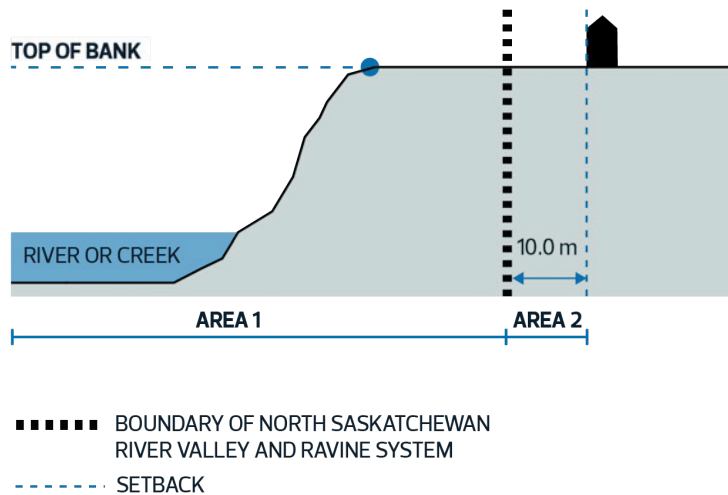 TOP OF BANK
10.0 m
RIVER OR CREEK
AREA 1
AREA 2
BOUNDARY OF NORTH SASKATCHEWAN
RIVER VALLEY AND RAVINE SYSTEM
SETBACK